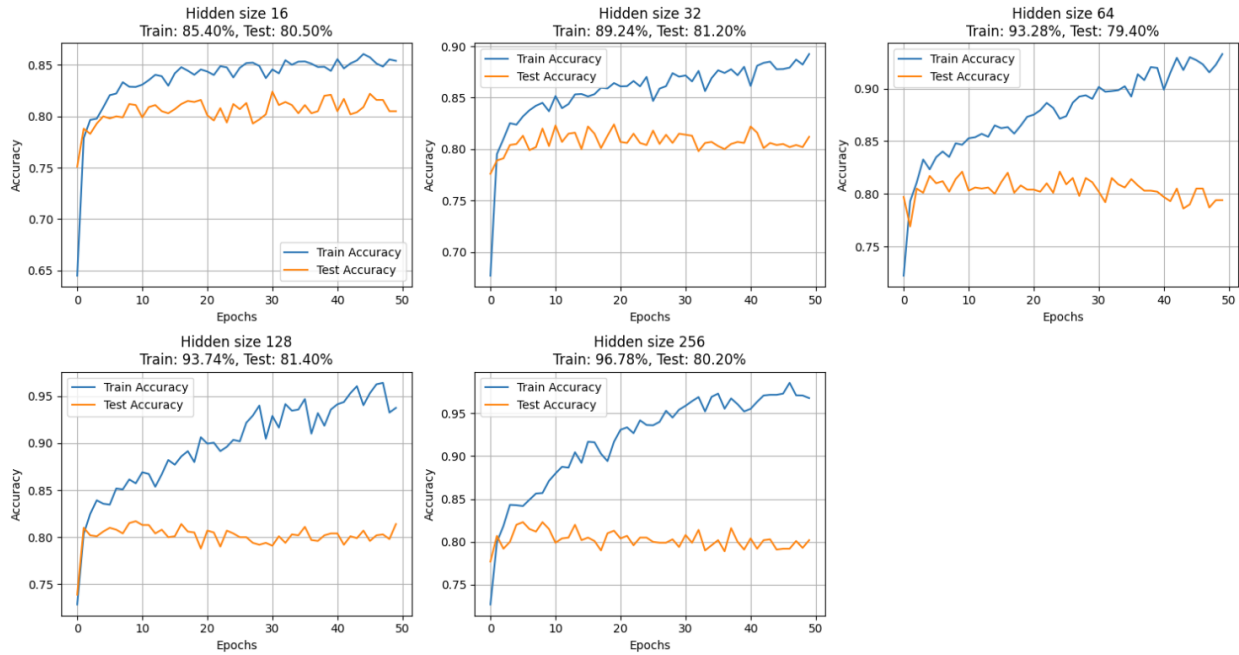 Hidden size 16
Train: 85.40%, Test: 80.50%
0.85
0.80
0.75
0.70
0.65
Accuracy
Train Accuracy
Test Accuracy
0
10
20
30
40
50
Epochs
Hidden size 32
Train: 89.24%, Test: 81.20%
0.90
0.85
0.80
0.75
0.70
Accuracy
Train Accuracy
Test Accuracy
0
10
20
30
40
50
Epochs
Hidden size 64
Train: 93.28%, Test: 79.40%
0.90
0.85
0.80
0.75
Accuracy
Train Accuracy
Test Accuracy
0
10
20
30
40
50
Epochs
Hidden size 128
Train: 93.74%, Test: 81.40%
0.95
0.90
0.85
0.80
0.75
Accuracy
Train Accuracy
Test Accuracy
0
10
20
30
40
50
Epochs
Hidden size 256
Train: 96.78%, Test: 80.20%
0.95
0.90
0.85
0.80
0.75
Accuracy
Train Accuracy
Test Accuracy
0
10
20
30
40
50
Epochs